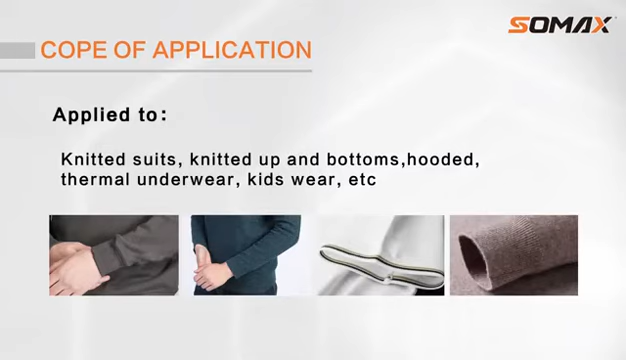 SOMAX
COPE OF APPLICATION
Applied to:
Knitted suits, knitted up and bottoms,hooded,
thermal underwear, kids wear, etc